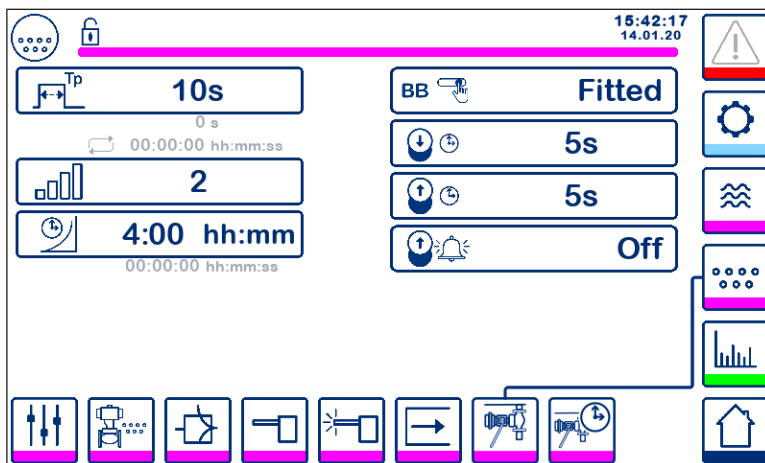 15:42:17
14.01.20
Tp
10s
0 s
00:00:00 hh:mm:ss
2
4:00 hh:mm
00:00:00 hh:mm:ss
BB
Fitted
5s
5s
Off